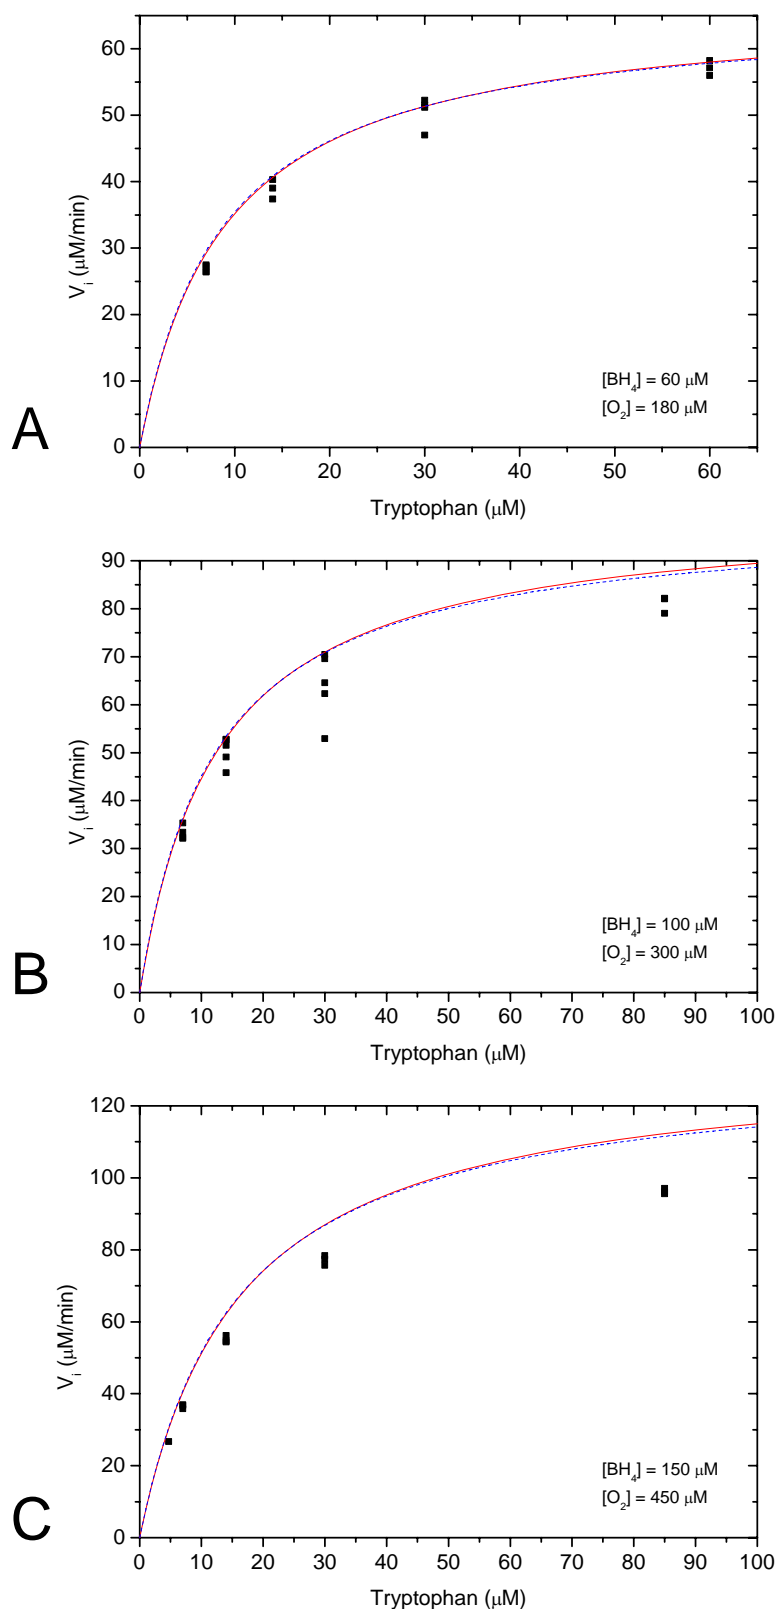 60
50
40
30
20
10
0
V_i (μM/min)
[BH_4] = 60 μM
[O_2] = 180 μM
A
0 10 20 30 40 50 60
Tryptophan (μM)
90
80
70
60
50
40
30
20
10
0
V_i (μM/min)
[BH_4] = 100 μM
[O_2] = 300 μM
B
0 10 20 30 40 50 60 70 80 90 100
Tryptophan (μM)
120
100
80
60
40
20
0
V_i (μM/min)
[BH_4] = 150 μM
[O_2] = 450 μM
C
0 10 20 30 40 50 60 70 80 90 100
Tryptophan (μM)